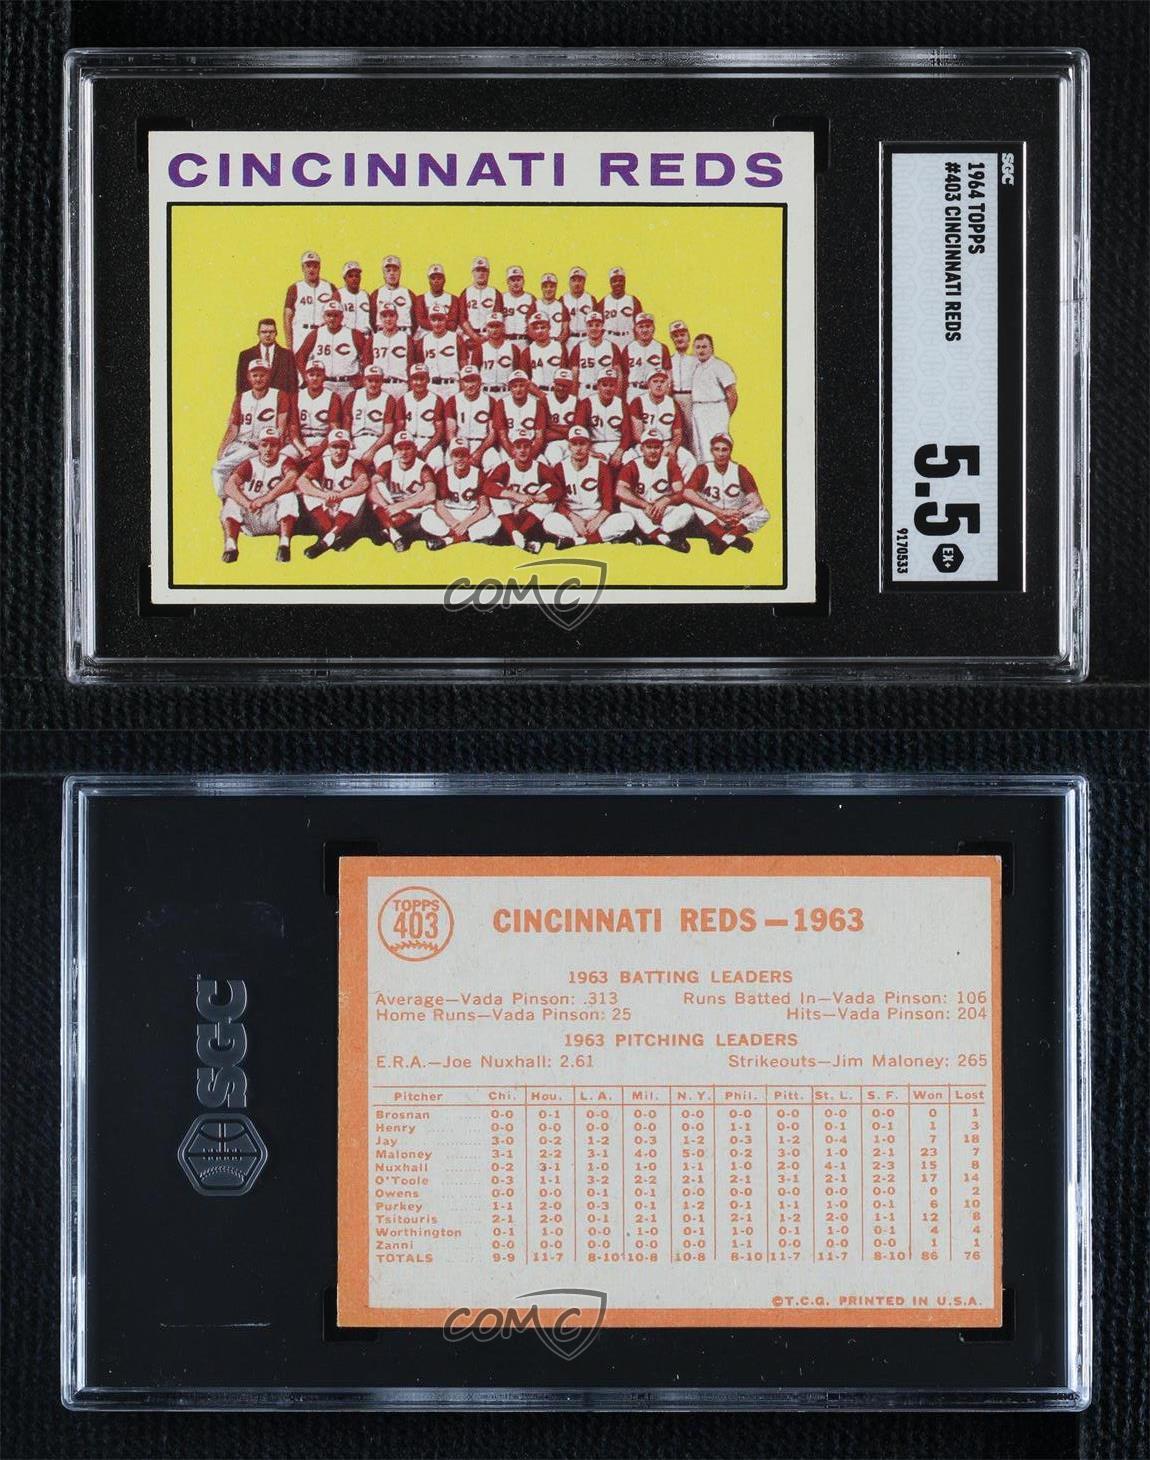 CINCINNATI REDS
SGC
1964 TOPPS
#403 CINCINNATI REDS
5.5
EX+
9170533
COMC
SGC
TOPPS
403
CINCINNATI REDS—1963
1963 BATTING LEADERS
Average—Vada Pinson: .313 Runs Batted In—Vada Pinson: 106
Home Runs—Vada Pinson: 25 Hits—Vada Pinson: 204
1963 PITCHING LEADERS
E.R.A.—Joe Nuxhall: 2.61 Strikeouts—Jim Maloney: 265
Pitcher Chi. Hou. L. A. Mil. N. Y. Phil. Pitt. St. L. S. F. Won Lost
Brosnan 0-0 0-1 0-0 0-0 0-0 0-0 0-0 0-0 0-0 0 1
Henry 0-0 0-0 0-0 0-0 0-0 1-1 0-0 0-1 0-1 1 3
Jay 3-0 0-2 1-2 0-3 1-2 0-3 1-2 0-4 1-0 7 18
Maloney 3-1 2-2 3-1 4-0 5-0 0-2 3-0 1-0 2-1 23 7
Nuxhall 0-2 3-1 1-0 1-0 1-1 1-0 2-0 4-1 2-3 15 8
O'Toole 0-3 1-1 3-2 2-2 2-1 2-1 3-1 2-1 2-2 17 14
Owens 0-0 0-0 0-1 0-1 0-0 0-0 0-0 0-0 0-0 0 2
Purkey 1-1 2-0 0-3 0-1 1-2 0-1 1-1 1-0 0-1 6 10
Tsitouris 2-1 2-0 0-1 2-1 0-1 2-1 1-2 2-0 1-1 12 8
Worthington 0-1 1-0 0-0 1-0 0-1 1-1 0-1 1-0 0-1 4 4
Zanni 0-0 0-0 0-0 0-0 0-0 1-1 0-0 0-0 0-0 1 1
TOTALS 9-9 11-7 8-10 10-8 10-8 8-10 11-7 11-7 8-10 86 76
©T.C.G. PRINTED IN U.S.A.
COMC